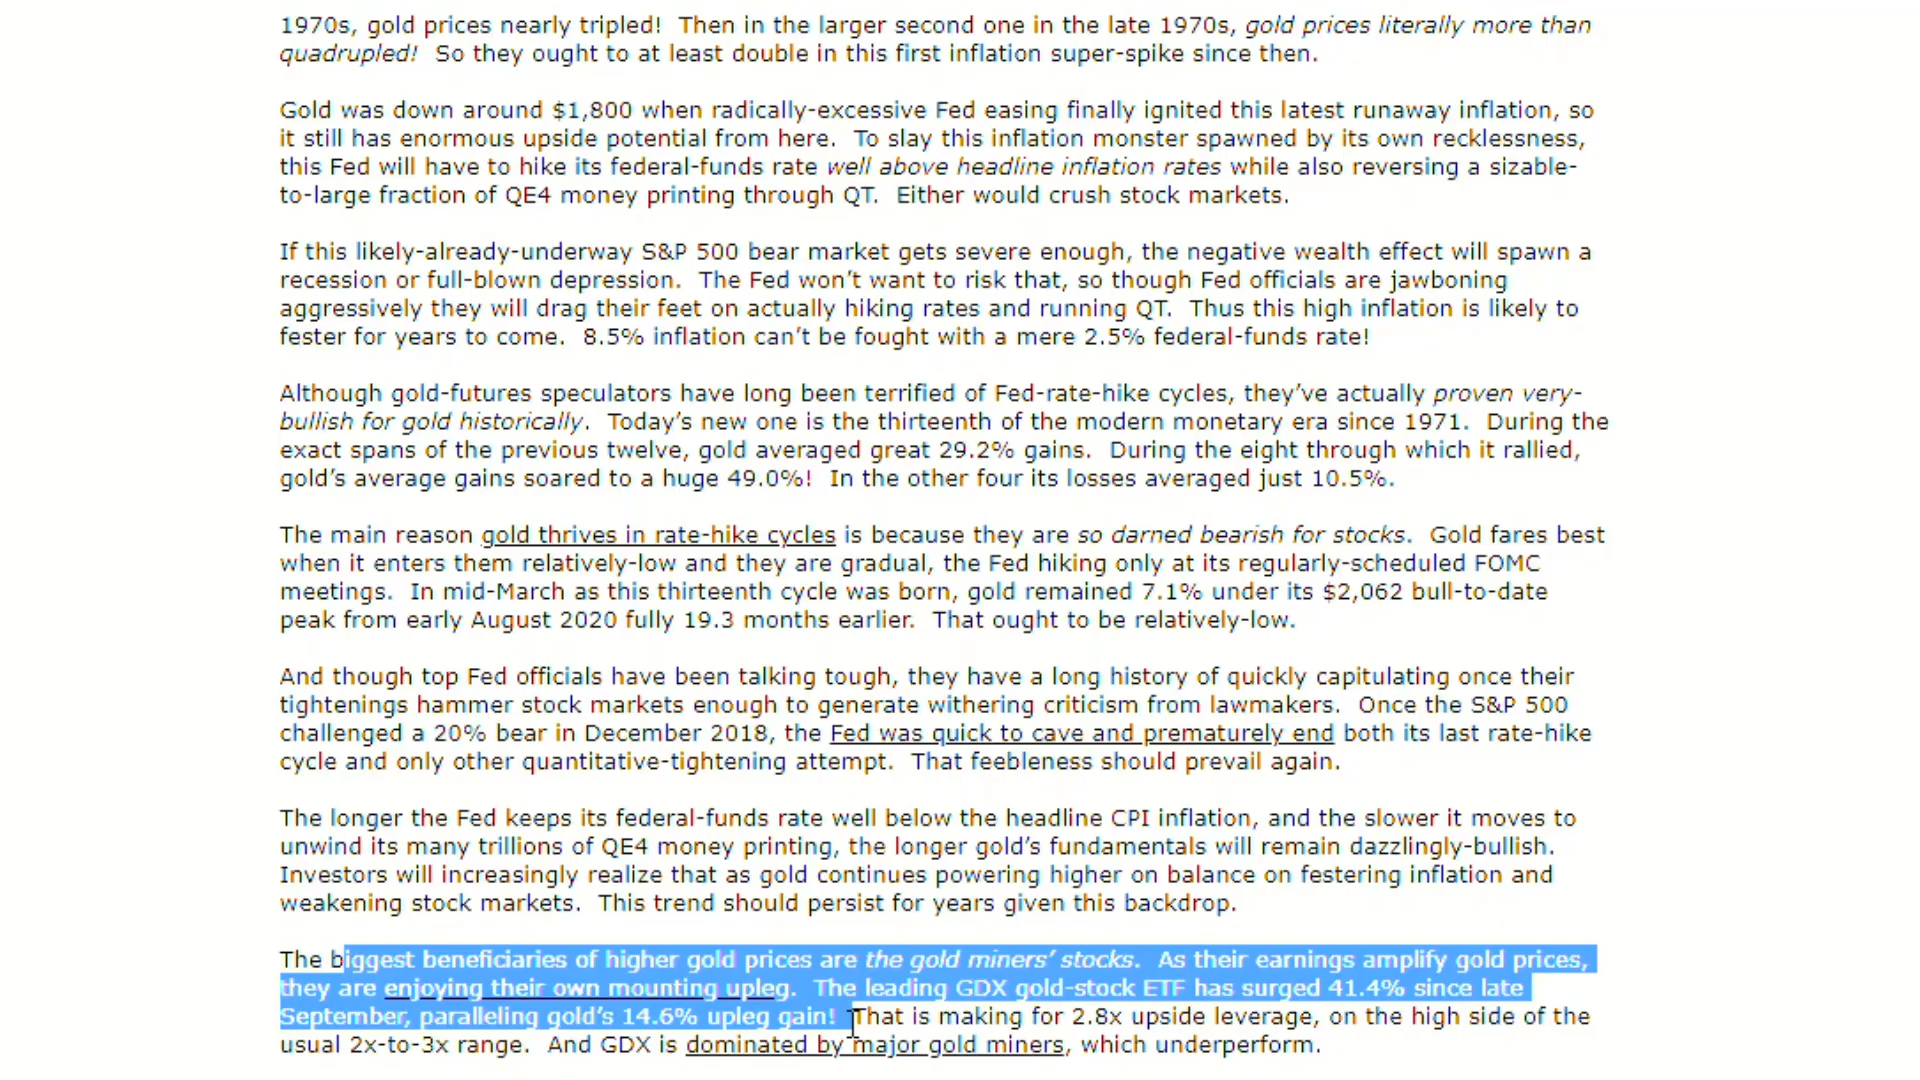 1970s, gold prices nearly tripled!  Then in the larger second one in the late 1970s, gold prices literally more than
quadrupled!  So they ought to at least double in this first inflation super-spike since then.
Gold was down around $1,800 when radically-excessive Fed easing finally ignited this latest runaway inflation, so
it still has enormous upside potential from here.  To slay this inflation monster spawned by its own recklessness,
this Fed will have to hike its federal-funds rate well above headline inflation rates while also reversing a sizable-
to-large fraction of QE4 money printing through QT.  Either would crush stock markets.
If this likely-already-underway S&P 500 bear market gets severe enough, the negative wealth effect will spawn a
recession or full-blown depression.  The Fed won't want to risk that, so though Fed officials are jawboning
aggressively they will drag their feet on actually hiking rates and running QT.  Thus this high inflation is likely to
fester for years to come.  8.5% inflation can't be fought with a mere 2.5% federal-funds rate!
Although gold-futures speculators have long been terrified of Fed-rate-hike cycles, they've actually proven very-
bullish for gold historically.  Today's new one is the thirteenth of the modern monetary era since 1971.  During the
exact spans of the previous twelve, gold averaged great 29.2% gains.  During the eight through which it rallied,
gold's average gains soared to a huge 49.0%!  In the other four its losses averaged just 10.5%.
The main reason gold thrives in rate-hike cycles is because they are so darned bearish for stocks.  Gold fares best
when it enters them relatively-low and they are gradual, the Fed hiking only at its regularly-scheduled FOMC
meetings.  In mid-March as this thirteenth cycle was born, gold remained 7.1% under its $2,062 bull-to-date
peak from early August 2020 fully 19.3 months earlier.  That ought to be relatively-low.
And though top Fed officials have been talking tough, they have a long history of quickly capitulating once their
tightenings hammer stock markets enough to generate withering criticism from lawmakers.  Once the S&P 500
challenged a 20% bear in December 2018, the Fed was quick to cave and prematurely end both its last rate-hike
cycle and only other quantitative-tightening attempt.  That feebleness should prevail again.
The longer the Fed keeps its federal-funds rate well below the headline CPI inflation, and the slower it moves to
unwind its many trillions of QE4 money printing, the longer gold's fundamentals will remain dazzlingly-bullish.
Investors will increasingly realize that as gold continues powering higher on balance on festering inflation and
weakening stock markets.  This trend should persist for years given this backdrop.
The biggest beneficiaries of higher gold prices are the gold miners' stocks.  As their earnings amplify gold prices,
they are enjoying their own mounting upleg.  The leading GDX gold-stock ETF has surged 41.4% since late
September, paralleling gold's 14.6% upleg gain!  That is making for 2.8x upside leverage, on the high side of the
usual 2x-to-3x range.  And GDX is dominated by major gold miners, which underperform.